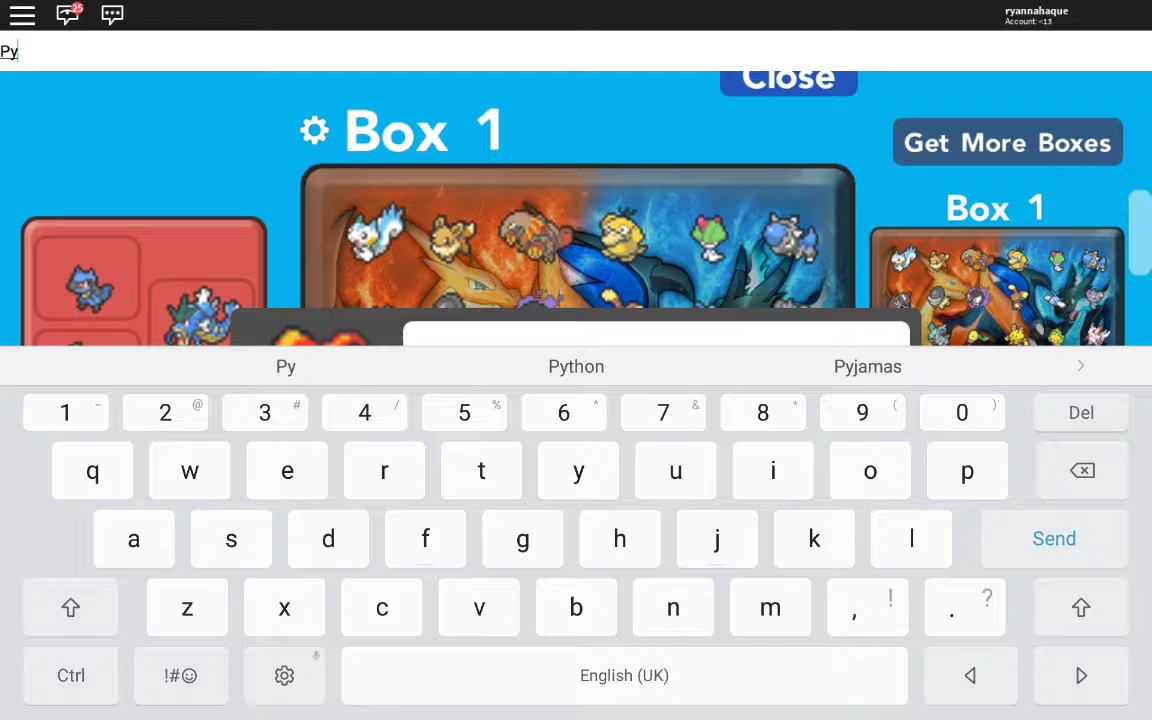 25
ryannahaque
Account: <13
Py
Close
Box 1
Get More Boxes
Box 1
Py Python Pyjamas >
1 - 2 @ 3 # 4 / 5 % 6 ^ 7 & 8 * 9 ( 0 ) Del
q w e r t y u i o p
a s d f g h j k l Send
z x c v b n m , ! . ?
Ctrl !#☺ English (UK)